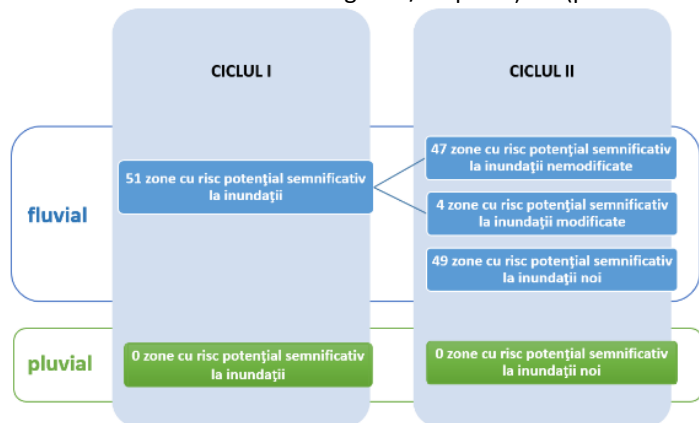 CICLUL I
CICLUL II
fluvial
51 zone cu risc potenţial semnificativ
la inundaţii
47 zone cu risc potenţial semnificativ
la inundaţii nemodificate
4 zone cu risc potenţial semnificativ
la inundaţii modificate
49 zone cu risc potenţial semnificativ
la inundaţii noi
pluvial
0 zone cu risc potenţial semnificativ
la inundaţii
0 zone cu risc potenţial semnificativ
la inundaţii noi